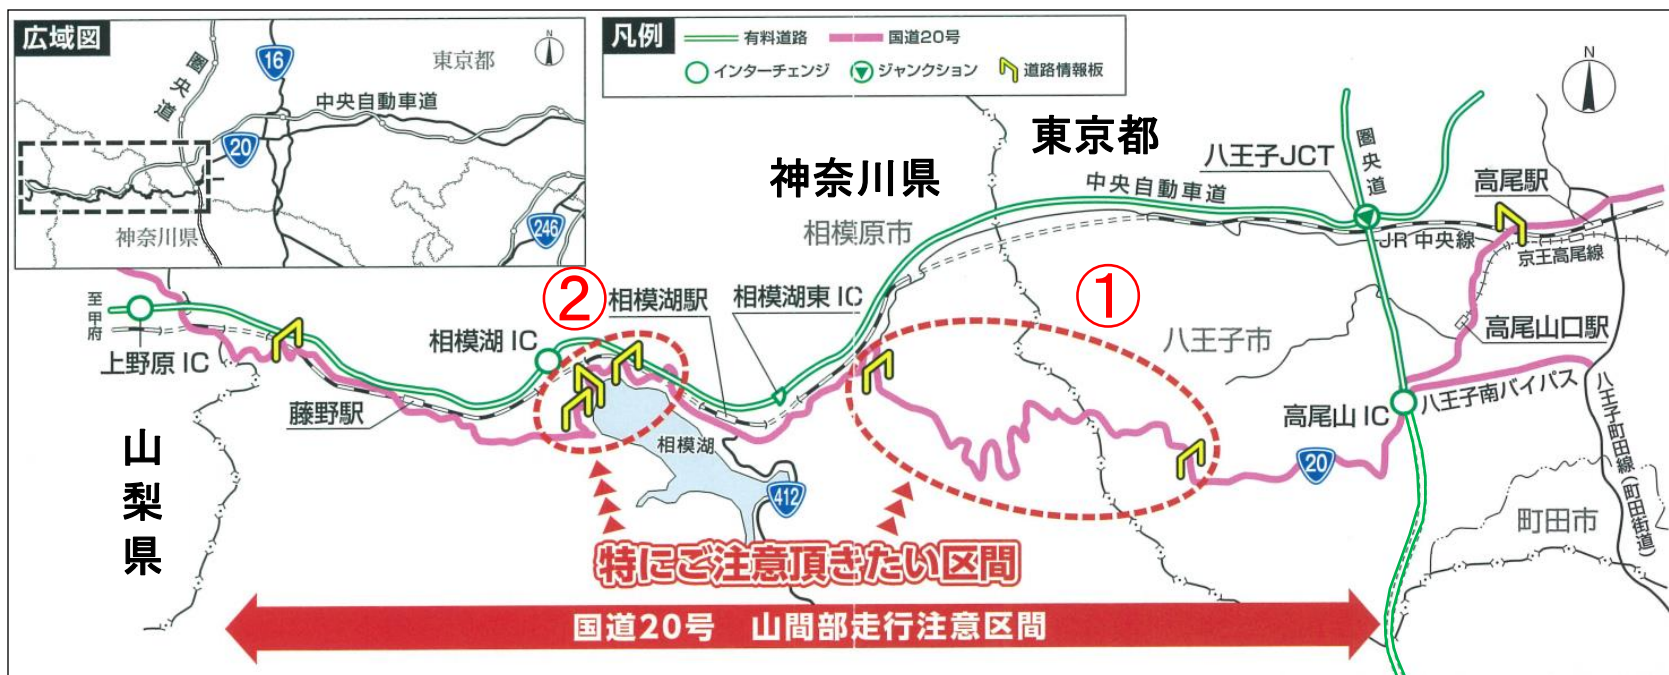 広域図
圏央道
16
東京都
N
中央自動車道
20
神奈川県
246
凡例
有料道路
国道20号
インターチェンジ
ジャンクション
道路情報板
N
東京都
神奈川県
八王子JCT
圏央道
高尾駅
中央自動車道
相模原市
JR 中央線
京王高尾線
①
②
至甲府
上野原 IC
相模湖 IC
相模湖駅
相模湖東 IC
八王子市
高尾山口駅
藤野駅
高尾山 IC
八王子南バイパス
八王子町田線(町田街道)
相模湖
山梨県
412
20
町田市
特にご注意頂きたい区間
国道20号 山間部走行注意区間